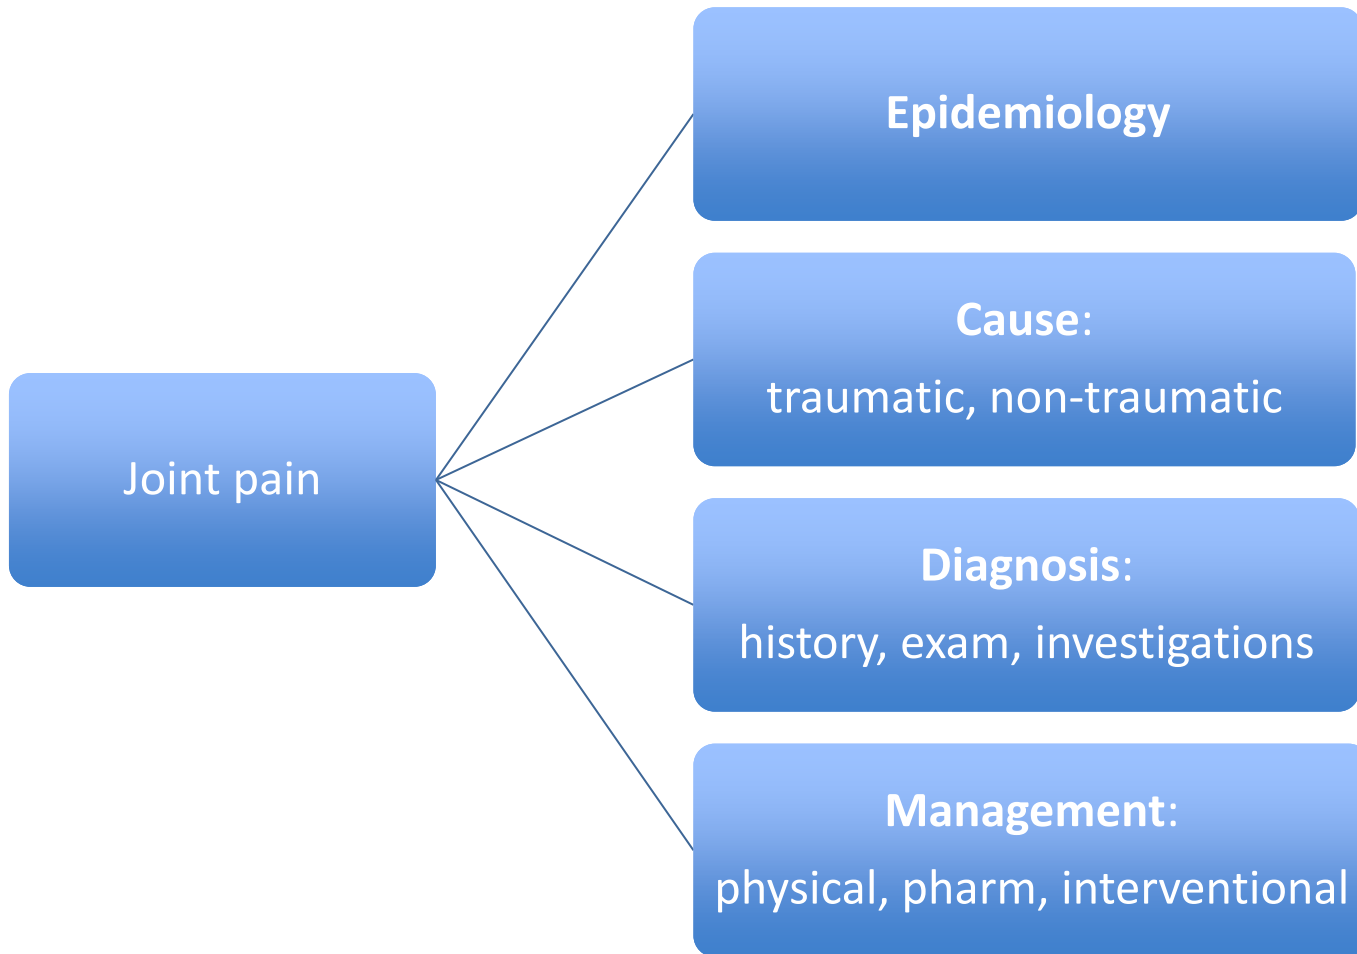 Joint pain
Epidemiology
Cause:
traumatic, non-traumatic
Diagnosis:
history, exam, investigations
Management:
physical, pharm, interventional